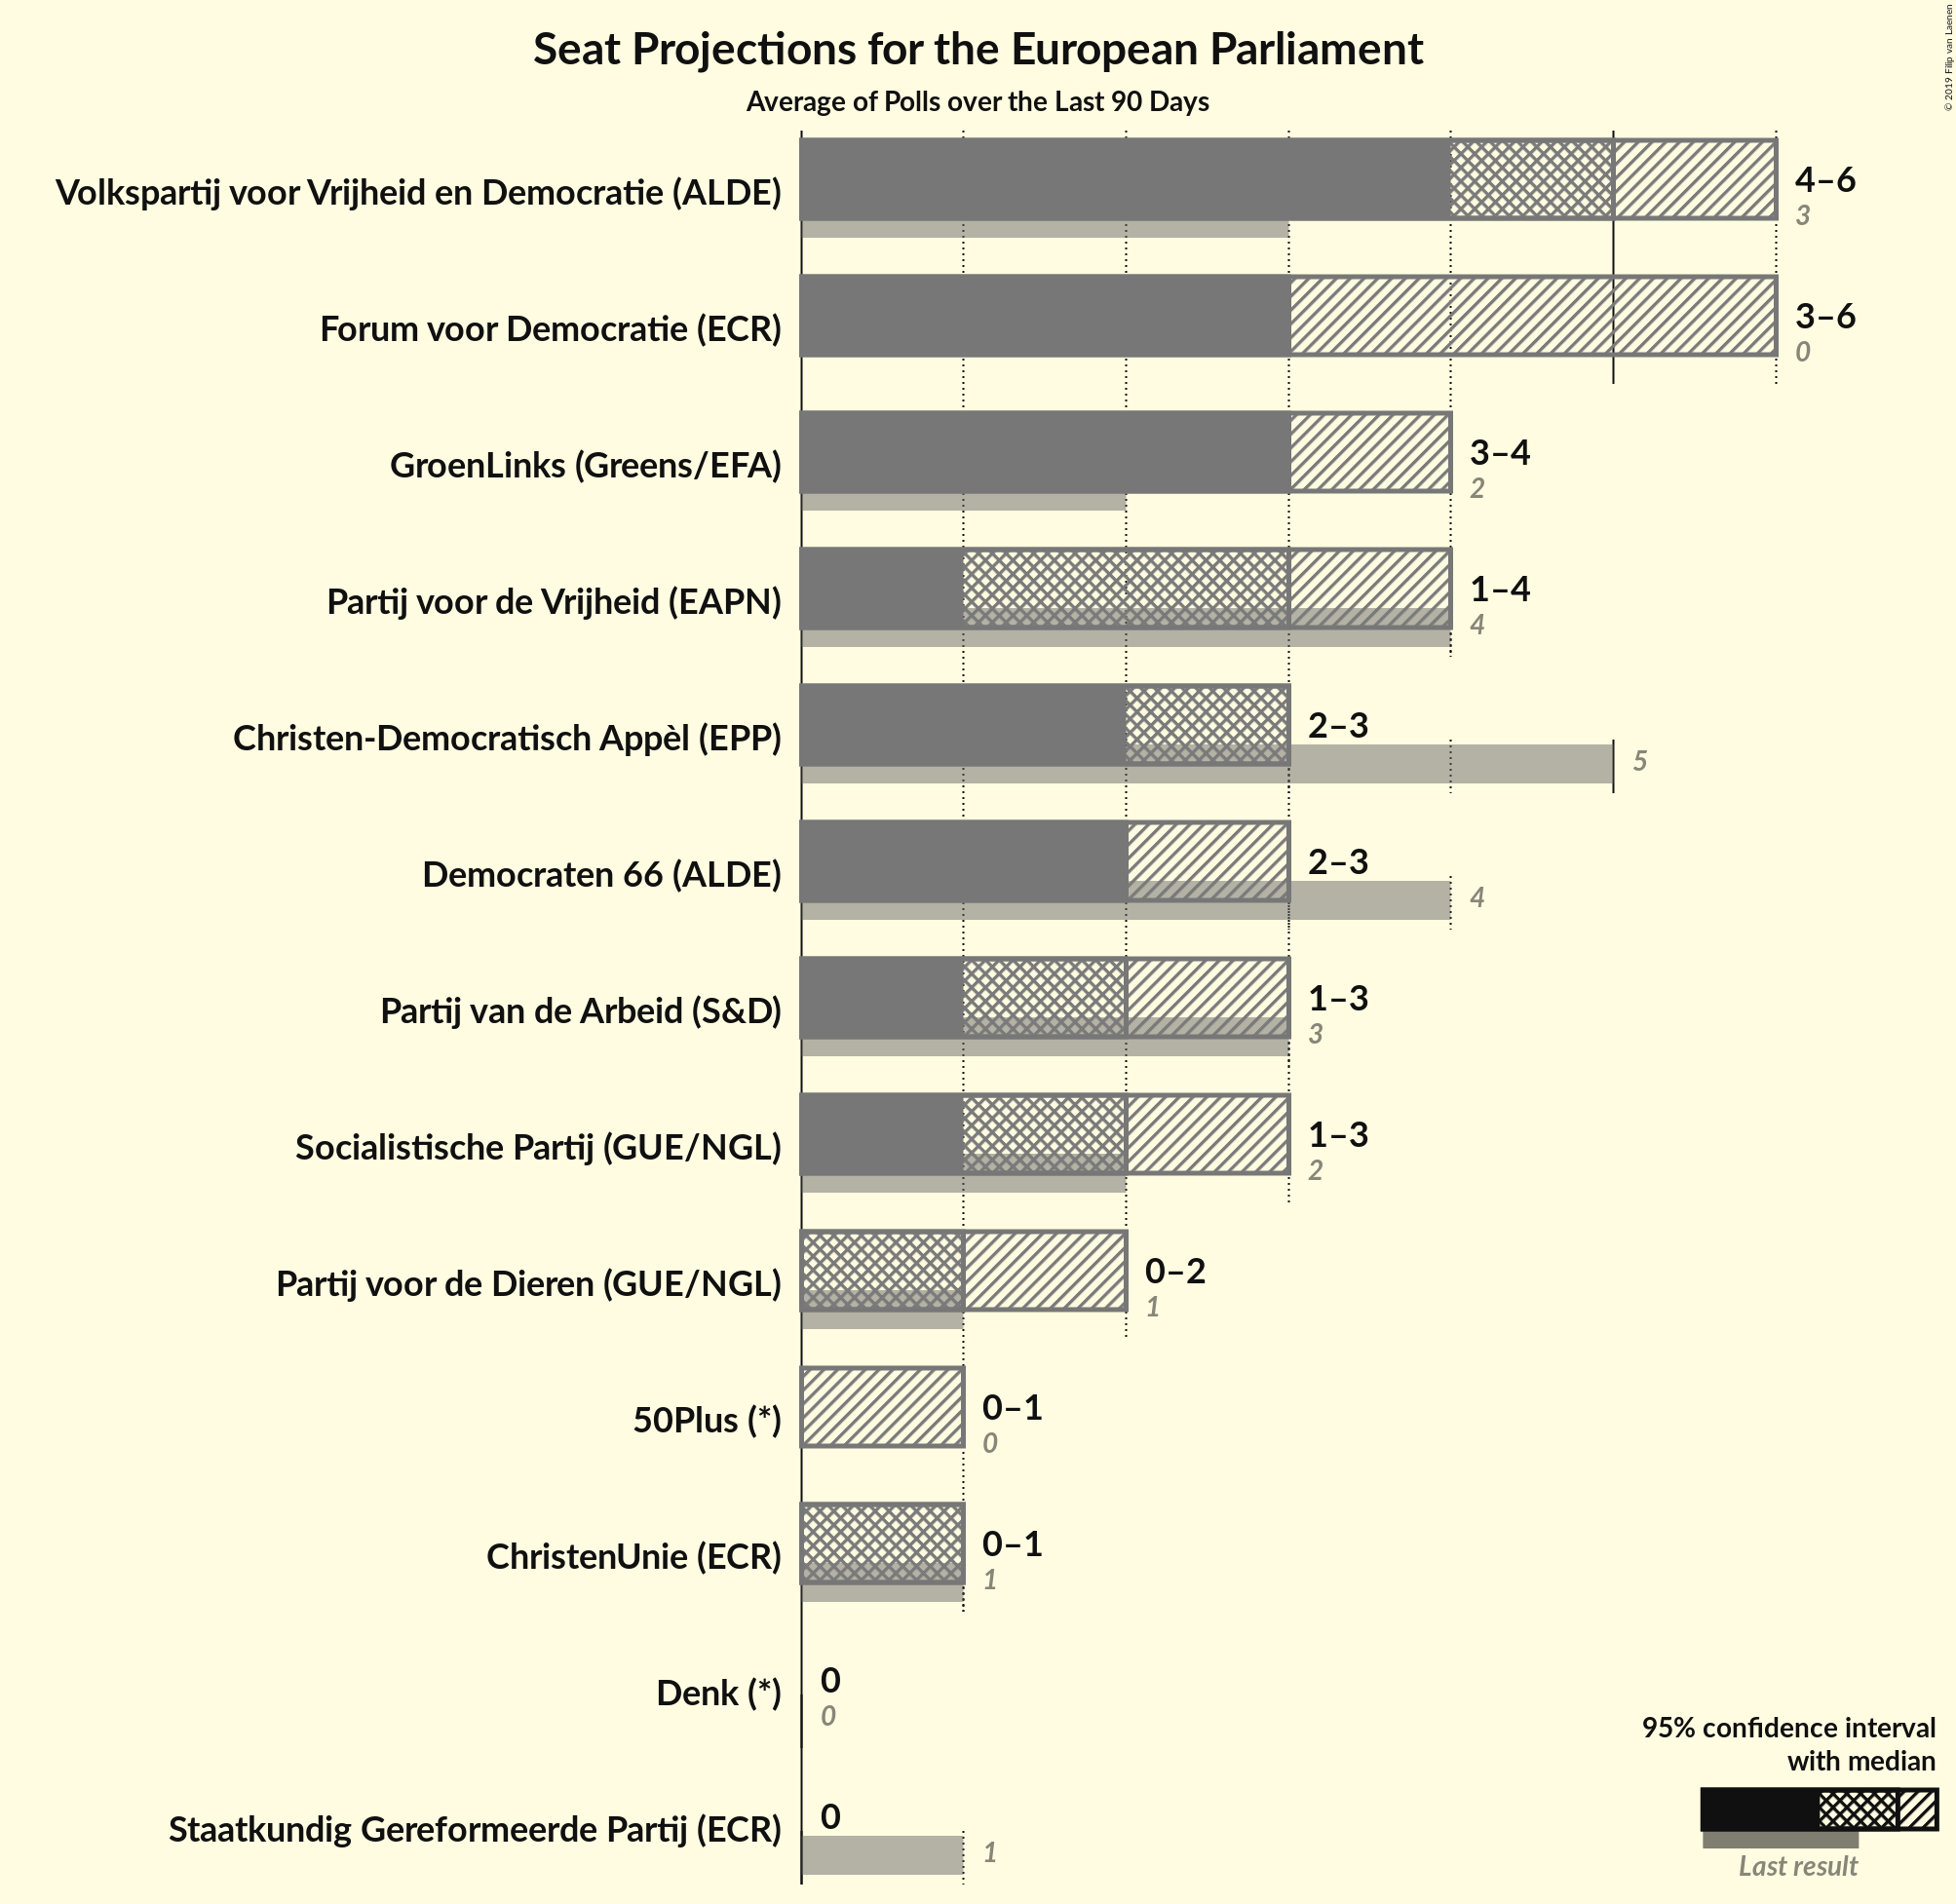 Seat Projections for the European Parliament
Average of Polls over the Last 90 Days
© 2019 Filip van Laenen
Volkspartij voor Vrijheid en Democratie (ALDE)
4–6
3
Forum voor Democratie (ECR)
3–6
0
GroenLinks (Greens/EFA)
3–4
2
Partij voor de Vrijheid (EAPN)
1–4
4
Christen-Democratisch Appèl (EPP)
2–3
5
Democraten 66 (ALDE)
2–3
4
Partij van de Arbeid (S&D)
1–3
3
Socialistische Partij (GUE/NGL)
1–3
2
Partij voor de Dieren (GUE/NGL)
0–2
1
50Plus (*)
0–1
0
ChristenUnie (ECR)
0–1
1
Denk (*)
0
0
Staatkundig Gereformeerde Partij (ECR)
0
1
95% confidence interval
with median
Last result